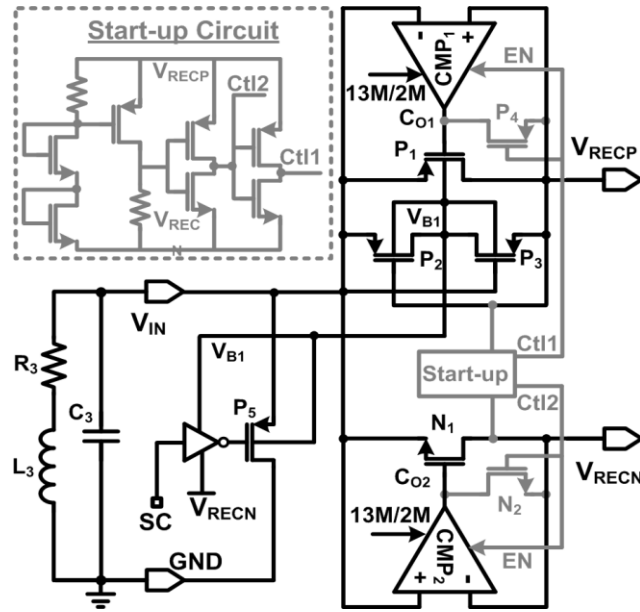 Start-up Circuit
VRECP
Ctl2
Ctl1
VREC
N
- +
CMP1
EN
13M/2M
CO1
P4
P1
VRECP
VB1
P2
P3
VIN
R3
C3
L3
VB1
P5
SC
VRECN
GND
Start-up
Ctl1
Ctl2
N1
CO2
N2
VRECN
13M/2M
CMP2
EN
+ -